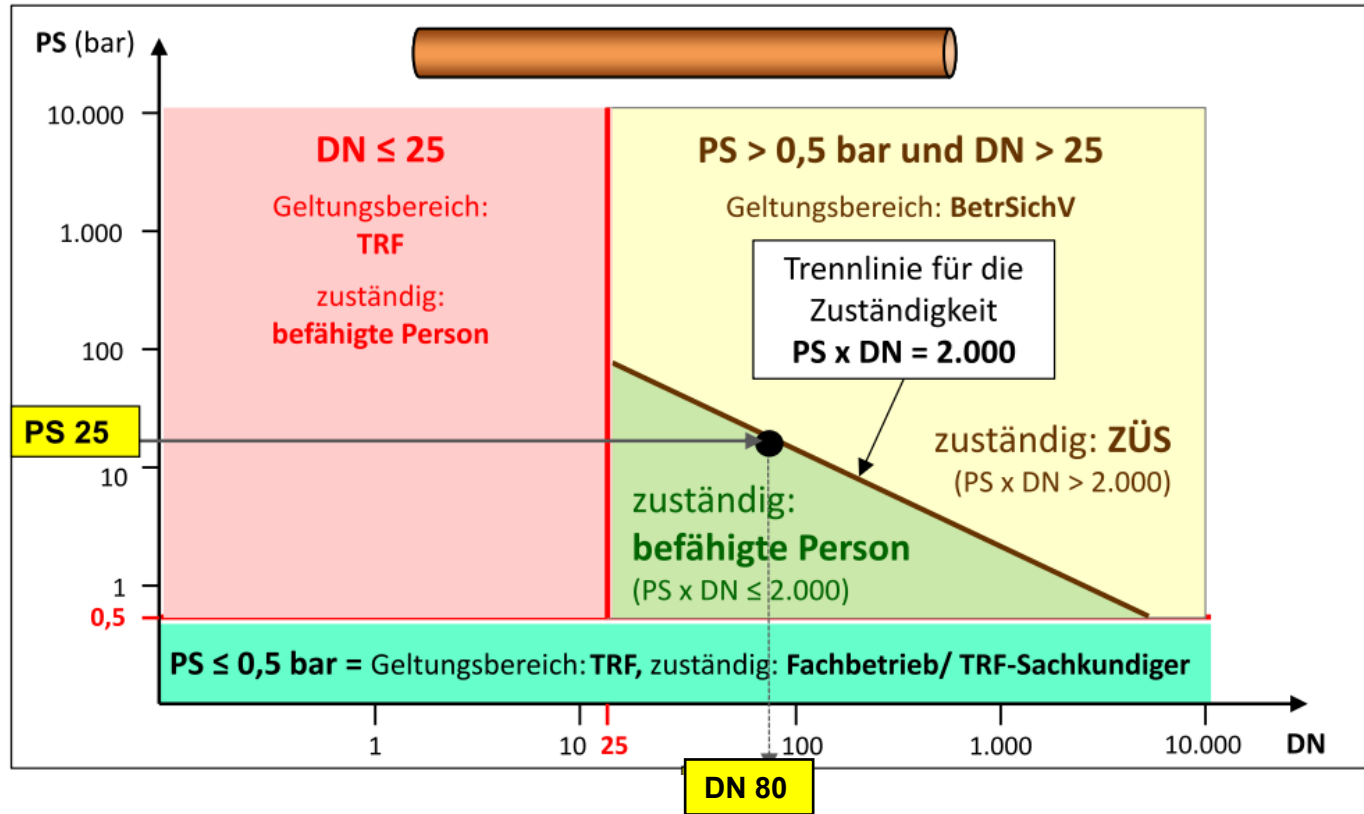 PS (bar)
10.000
1.000
100
10
1
0,5
PS 25
DN ≤ 25
Geltungsbereich:
TRF
zuständig:
befähigte Person
PS > 0,5 bar und DN > 25
Geltungsbereich: BetrSichV
Trennlinie für die
Zuständigkeit
PS x DN = 2.000
zuständig: ZÜS
(PS x DN > 2.000)
zuständig:
befähigte Person
(PS x DN ≤ 2.000)
PS ≤ 0,5 bar = Geltungsbereich: TRF, zuständig: Fachbetrieb/ TRF-Sachkundiger
1 10 25 100 1.000 10.000 DN
DN 80